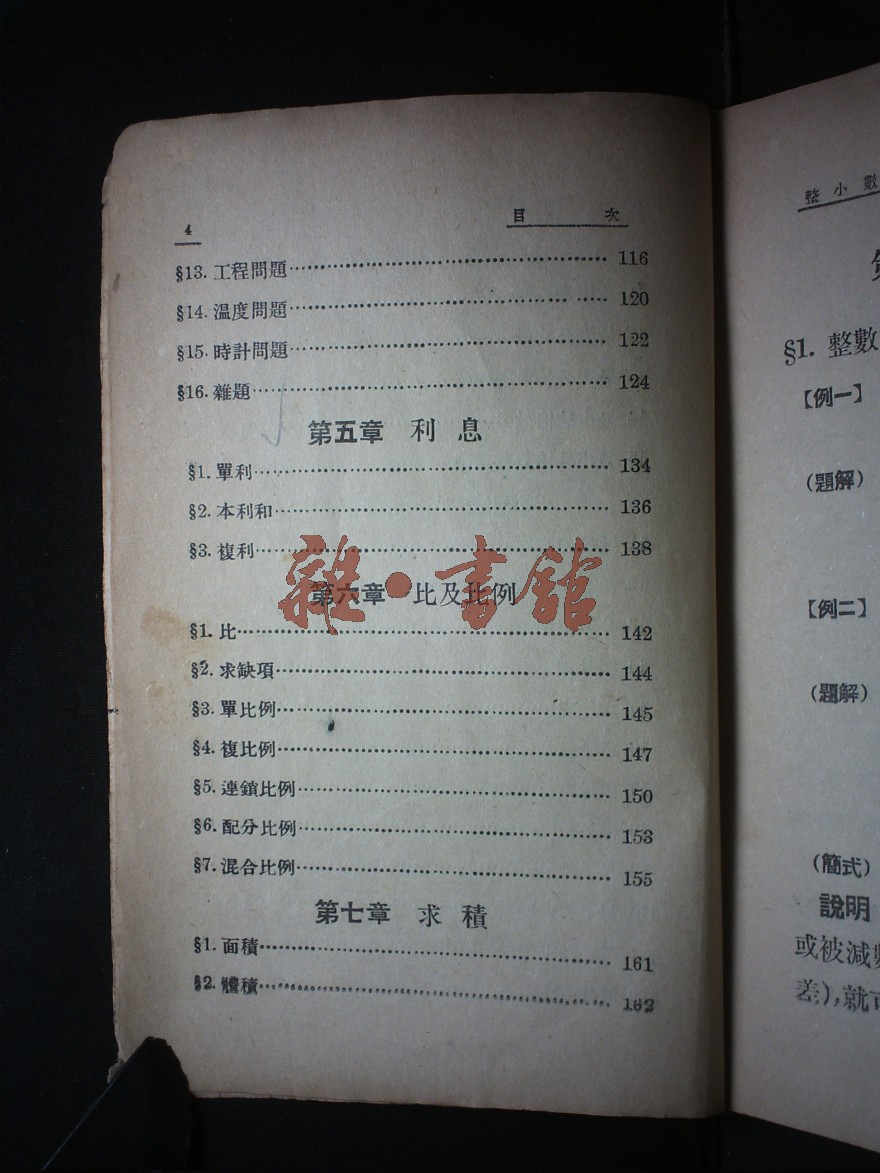 4
目 次
§13.工程問題 116
§14.温度問題 120
§15.時計問題 122
§16.雜題 124
第五章 利息
§1.單利 134
§2.本利和 136
§3.複利 138
雜·書館
第六章 比及比例
§1.比 142
§2.求缺項 144
§3.單比例 145
§4.複比例 147
§5.連鎖比例 150
§6.配分比例 153
§7.混合比例 155
第七章 求積
§1.面積 161
§2.體積 182
整小數
§1. 整數
【例一】
(題解)
【例二】
(題解)
(簡式)
說明
或被減
差),就